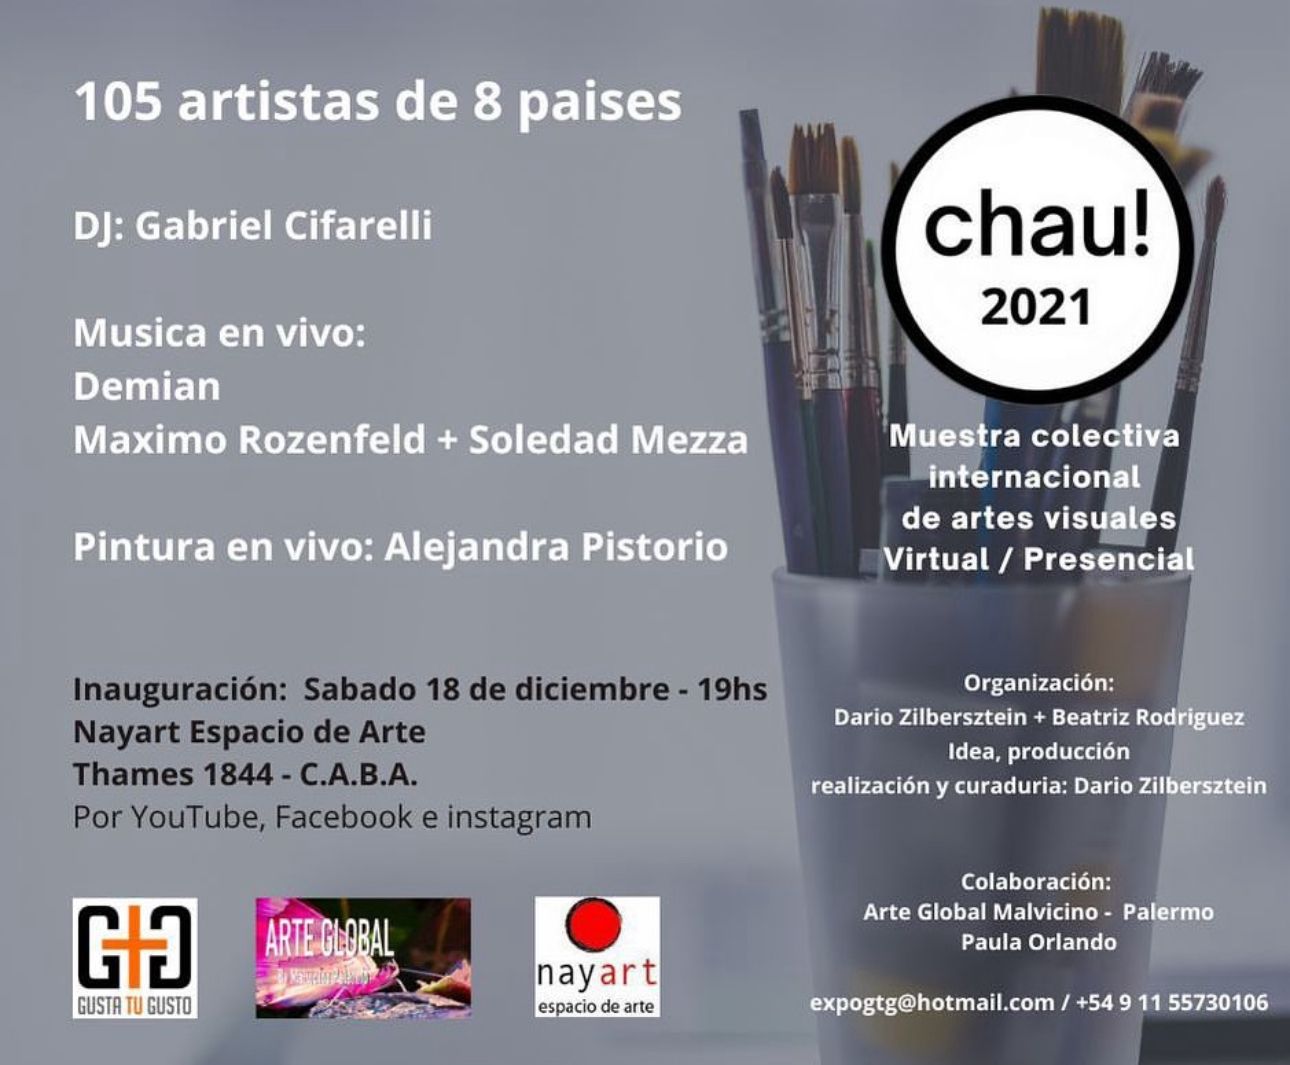 105 artistas de 8 paises
DJ: Gabriel Cifarelli
Musica en vivo:
Demian
Maximo Rozenfeld + Soledad Mezza
Pintura en vivo: Alejandra Pistorio
Inauguración: Sabado 18 de diciembre - 19hs
Nayart Espacio de Arte
Thames 1844 - C.A.B.A.
Por YouTube, Facebook e instagram
G+G
GUSTA TU GUSTO
ARTE GLOBAL
nayart
espacio de arte
chau!
2021
Muestra colectiva
internacional
de artes visuales
Virtual / Presencial
Organización:
Dario Zilbersztein + Beatriz Rodriguez
Idea, producción
realización y curaduria: Dario Zilbersztein
Colaboración:
Arte Global Malvicino - Palermo
Paula Orlando
expogtg@hotmail.com / +54 9 11 55730106